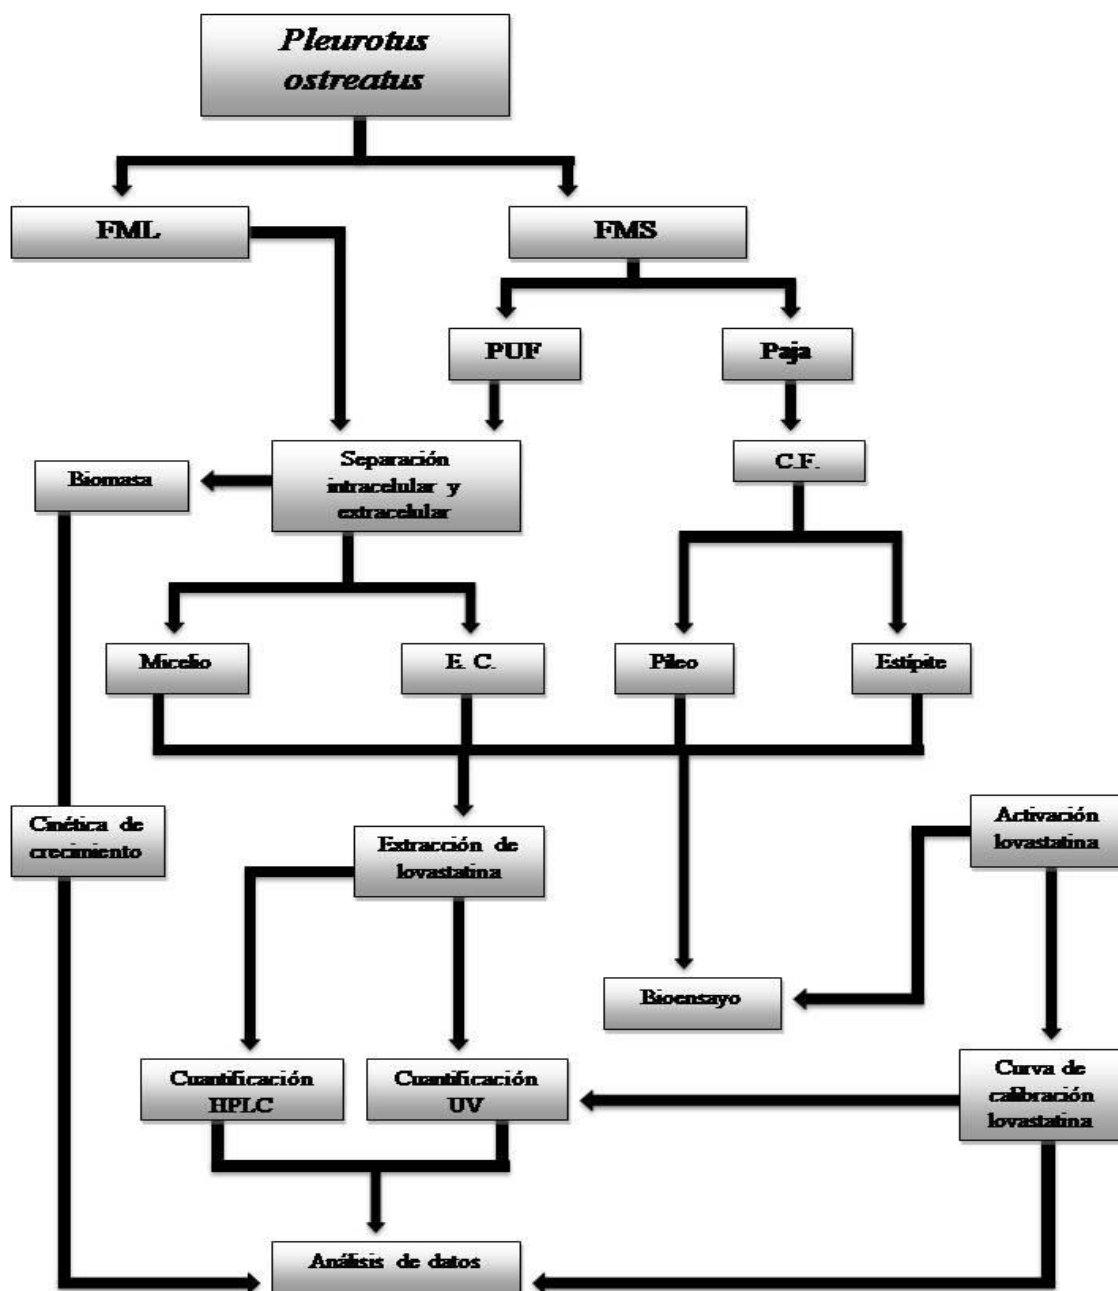 Pleurotus
ostreatus
FML
FMS
PUF
Paja
Separación
intracelular y
extracelular
C.F.
Biomasa
Micelio
E. C.
Píleo
Estípite
Cinética de
crecimiento
Extracción de
lovastatina
Activación
lovastatina
Bioensayo
Cuantificación
HPLC
Cuantificación
UV
Curva de
calibración
lovastatina
Análisis de datos